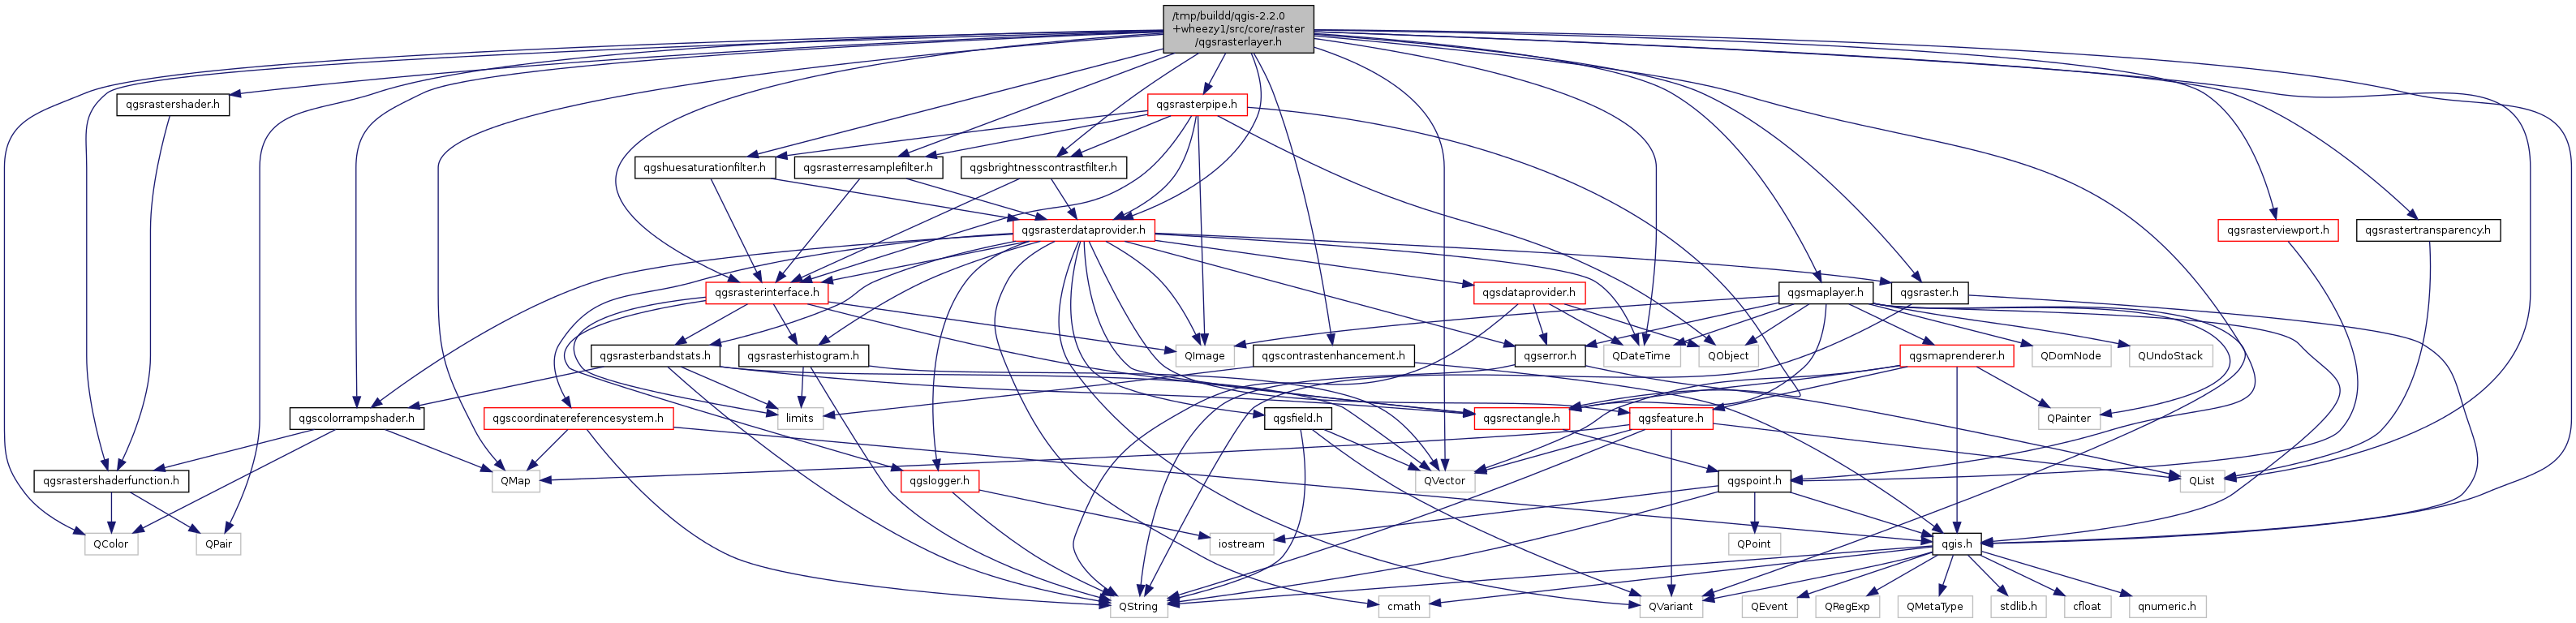 /tmp/buildd/qgis-2.2.0
+wheezy1/src/core/raster
/qgsrasterlayer.h
qgsrastershader.h
qgsrasterpipe.h
qgshuesaturationfilter.h
qgsrasterresamplefilter.h
qgsbrightnesscontrastfilter.h
qgsrasterdataprovider.h
qgsrasterviewport.h
qgsrastertransparency.h
qgsrasterinterface.h
qgsdataprovider.h
qgsmaplayer.h
qgsraster.h
qgsrasterbandstats.h
qgsrasterhistogram.h
QImage
qgscontrastenhancement.h
qgserror.h
QDateTime
QObject
qgsmaprenderer.h
QDomNode
QUndoStack
qgscolorrampshader.h
qgscoordinatereferencesystem.h
limits
qgsfield.h
qgsrectangle.h
qgsfeature.h
QPainter
qgsrastershaderfunction.h
QMap
qgslogger.h
QVector
qgspoint.h
QList
QColor
QPair
iostream
QPoint
qgis.h
QString
cmath
QVariant
QEvent
QRegExp
QMetaType
stdlib.h
cfloat
qnumeric.h